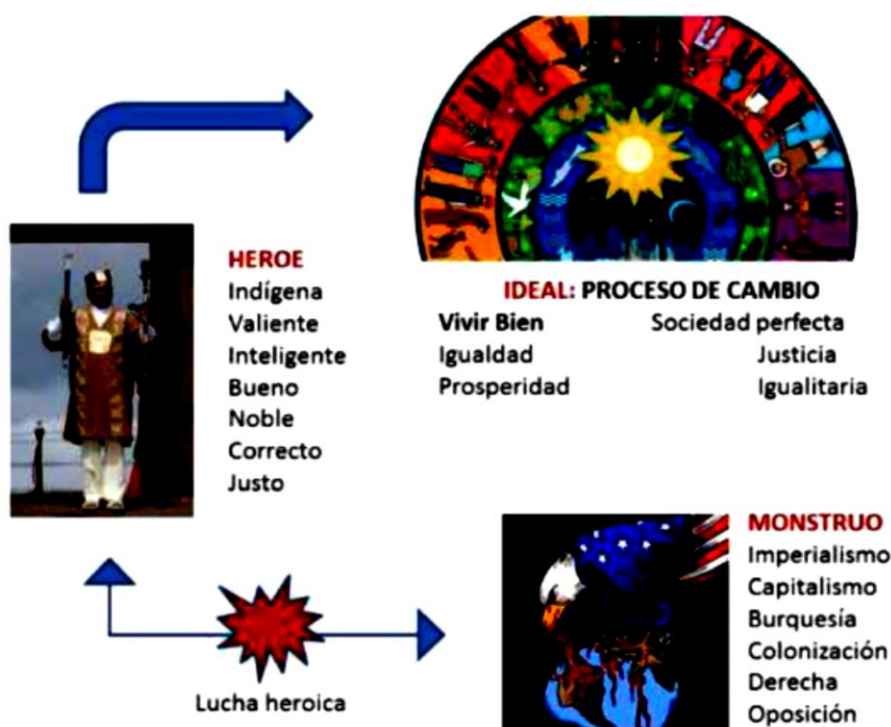 HEROE
Indígena
Valiente
Inteligente
Bueno
Noble
Correcto
Justo
IDEAL: PROCESO DE CAMBIO
Vivir Bien Sociedad perfecta
Igualdad Justicia
Prosperidad Igualitaria
Lucha heroica
MONSTRUO
Imperialismo
Capitalismo
Burquesía
Colonización
Derecha
Oposición